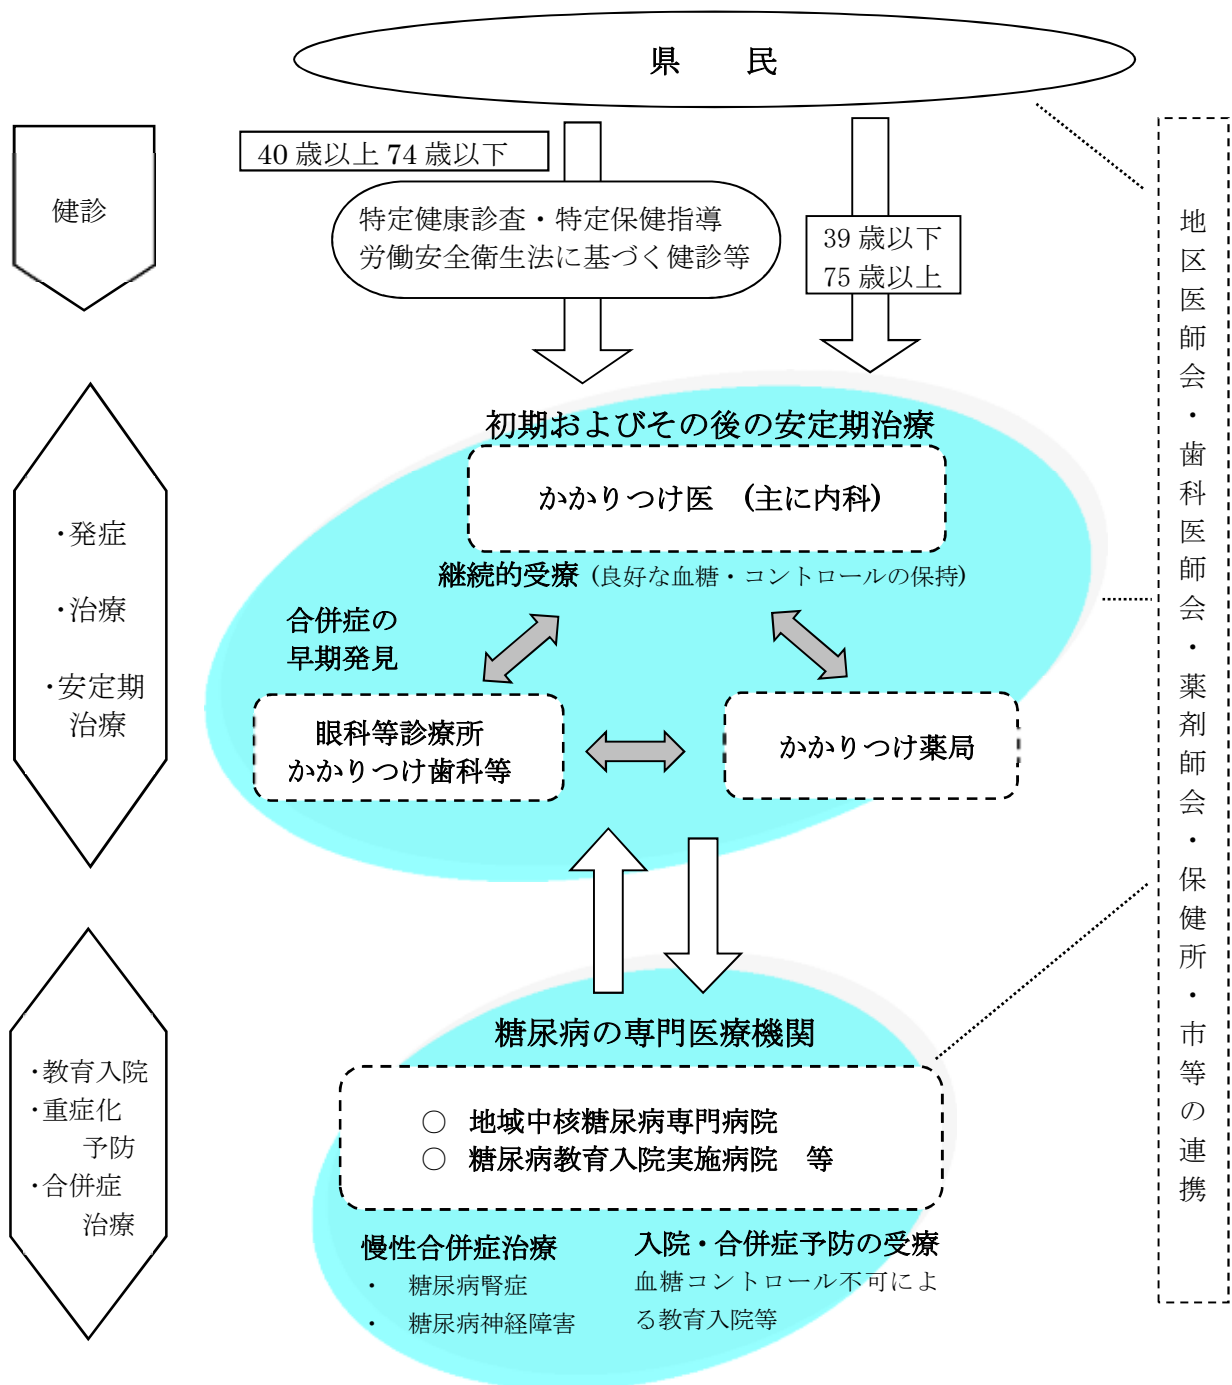 県　民
40 歳以上 74 歳以下
特定健康診査・特定保健指導
労働安全衛生法に基づく健診等
39 歳以下
75 歳以上
健診
初期およびその後の安定期治療
かかりつけ医　(主に内科)
継続的受療 (良好な血糖・コントロールの保持)
合併症の
早期発見
眼科等診療所
かかりつけ歯科等
かかりつけ薬局
・発症
・治療
・安定期
治療
糖尿病の専門医療機関
○　地域中核糖尿病専門病院
○　糖尿病教育入院実施病院　等
慢性合併症治療
・　糖尿病腎症
・　糖尿病神経障害
入院・合併症予防の受療
血糖コントロール不可によ
る教育入院等
・教育入院
・重症化
予防
・合併症
治療
地区医師会・歯科医師会・薬剤師会・保健所・市等の連携